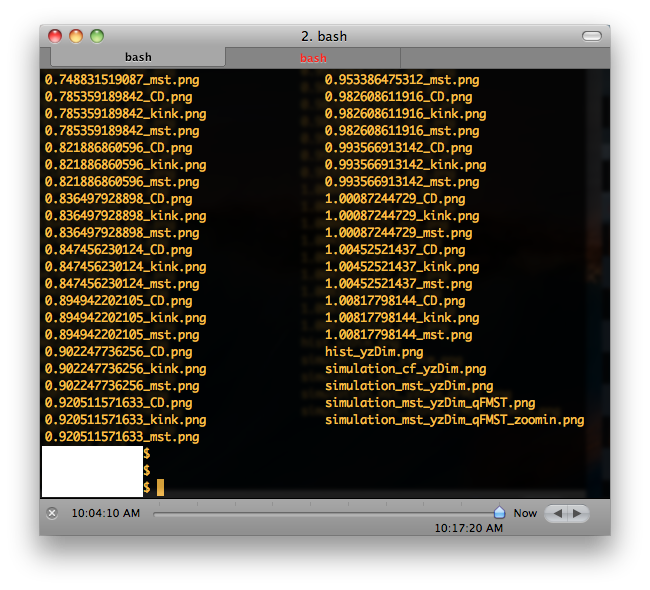 2. bash
bash
bash
0.748831519087_mst.png 0.953386475312_mst.png
0.785359189842_CD.png 0.982608611916_CD.png
0.785359189842_kink.png 0.982608611916_kink.png
0.785359189842_mst.png 0.982608611916_mst.png
0.821886860596_CD.png 0.993566913142_CD.png
0.821886860596_kink.png 0.993566913142_kink.png
0.821886860596_mst.png 0.993566913142_mst.png
0.836497928898_CD.png 1.00087244729_CD.png
0.836497928898_kink.png 1.00087244729_kink.png
0.836497928898_mst.png 1.00087244729_mst.png
0.847456230124_CD.png 1.00452521437_CD.png
0.847456230124_kink.png 1.00452521437_kink.png
0.847456230124_mst.png 1.00452521437_mst.png
0.894942202105_CD.png 1.00817798144_CD.png
0.894942202105_kink.png 1.00817798144_kink.png
0.894942202105_mst.png 1.00817798144_mst.png
0.902247736256_CD.png hist_yzDim.png
0.902247736256_kink.png simulation_cf_yzDim.png
0.902247736256_mst.png simulation_mst_yzDim.png
0.920511571633_CD.png simulation_mst_yzDim_qFMST.png
0.920511571633_kink.png simulation_mst_yzDim_qFMST_zoomin.png
0.920511571633_mst.png
$
$
$
10:04:10 AM Now
10:17:20 AM